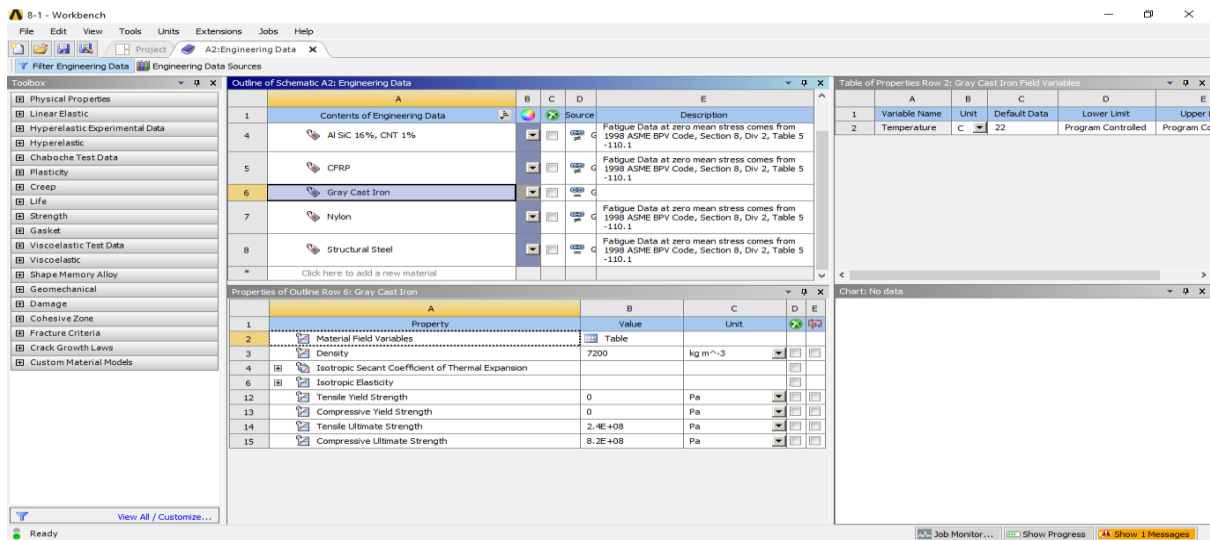 8-1 - Workbench
File Edit View Tools Units Extensions Jobs Help
Project A2:Engineering Data
Filter Engineering Data Engineering Data Sources
Toolbox
Physical Properties
Linear Elastic
Hyperelastic Experimental Data
Hyperelastic
Chaboche Test Data
Plasticity
Creep
Life
Strength
Gasket
Viscoelastic Test Data
Viscoelastic
Shape Memory Alloy
Geomechanical
Damage
Cohesive Zone
Fracture Criteria
Crack Growth Laws
Custom Material Models
View All / Customize...
Outline of Schematic A2: Engineering Data
A B C D E
1 Contents of Engineering Data Source Description
4 Al SiC 16%, CNT 1% G Fatigue Data at zero mean stress comes from
1998 ASME BPV Code, Section 8, Div 2, Table 5
-110.1
5 CFRP G Fatigue Data at zero mean stress comes from
1998 ASME BPV Code, Section 8, Div 2, Table 5
-110.1
6 Gray Cast Iron G
7 Nylon G Fatigue Data at zero mean stress comes from
1998 ASME BPV Code, Section 8, Div 2, Table 5
-110.1
8 Structural Steel G Fatigue Data at zero mean stress comes from
1998 ASME BPV Code, Section 8, Div 2, Table 5
-110.1
* Click here to add a new material
Properties of Outline Row 6: Gray Cast Iron
A B C D E
1 Property Value Unit
2 Material Field Variables Table
3 Density 7200 kg m^-3
4 Isotropic Secant Coefficient of Thermal Expansion
6 Isotropic Elasticity
12 Tensile Yield Strength 0 Pa
13 Compressive Yield Strength 0 Pa
14 Tensile Ultimate Strength 2.4E+08 Pa
15 Compressive Ultimate Strength 8.2E+08 Pa
Table of Properties Row 2: Gray Cast Iron Field Variables
A B C D E
1 Variable Name Unit Default Data Lower Limit Upper
2 Temperature C 22 Program Controlled Program Co
Chart: No data
Ready
Job Monitor... Show Progress Show 1 Messages